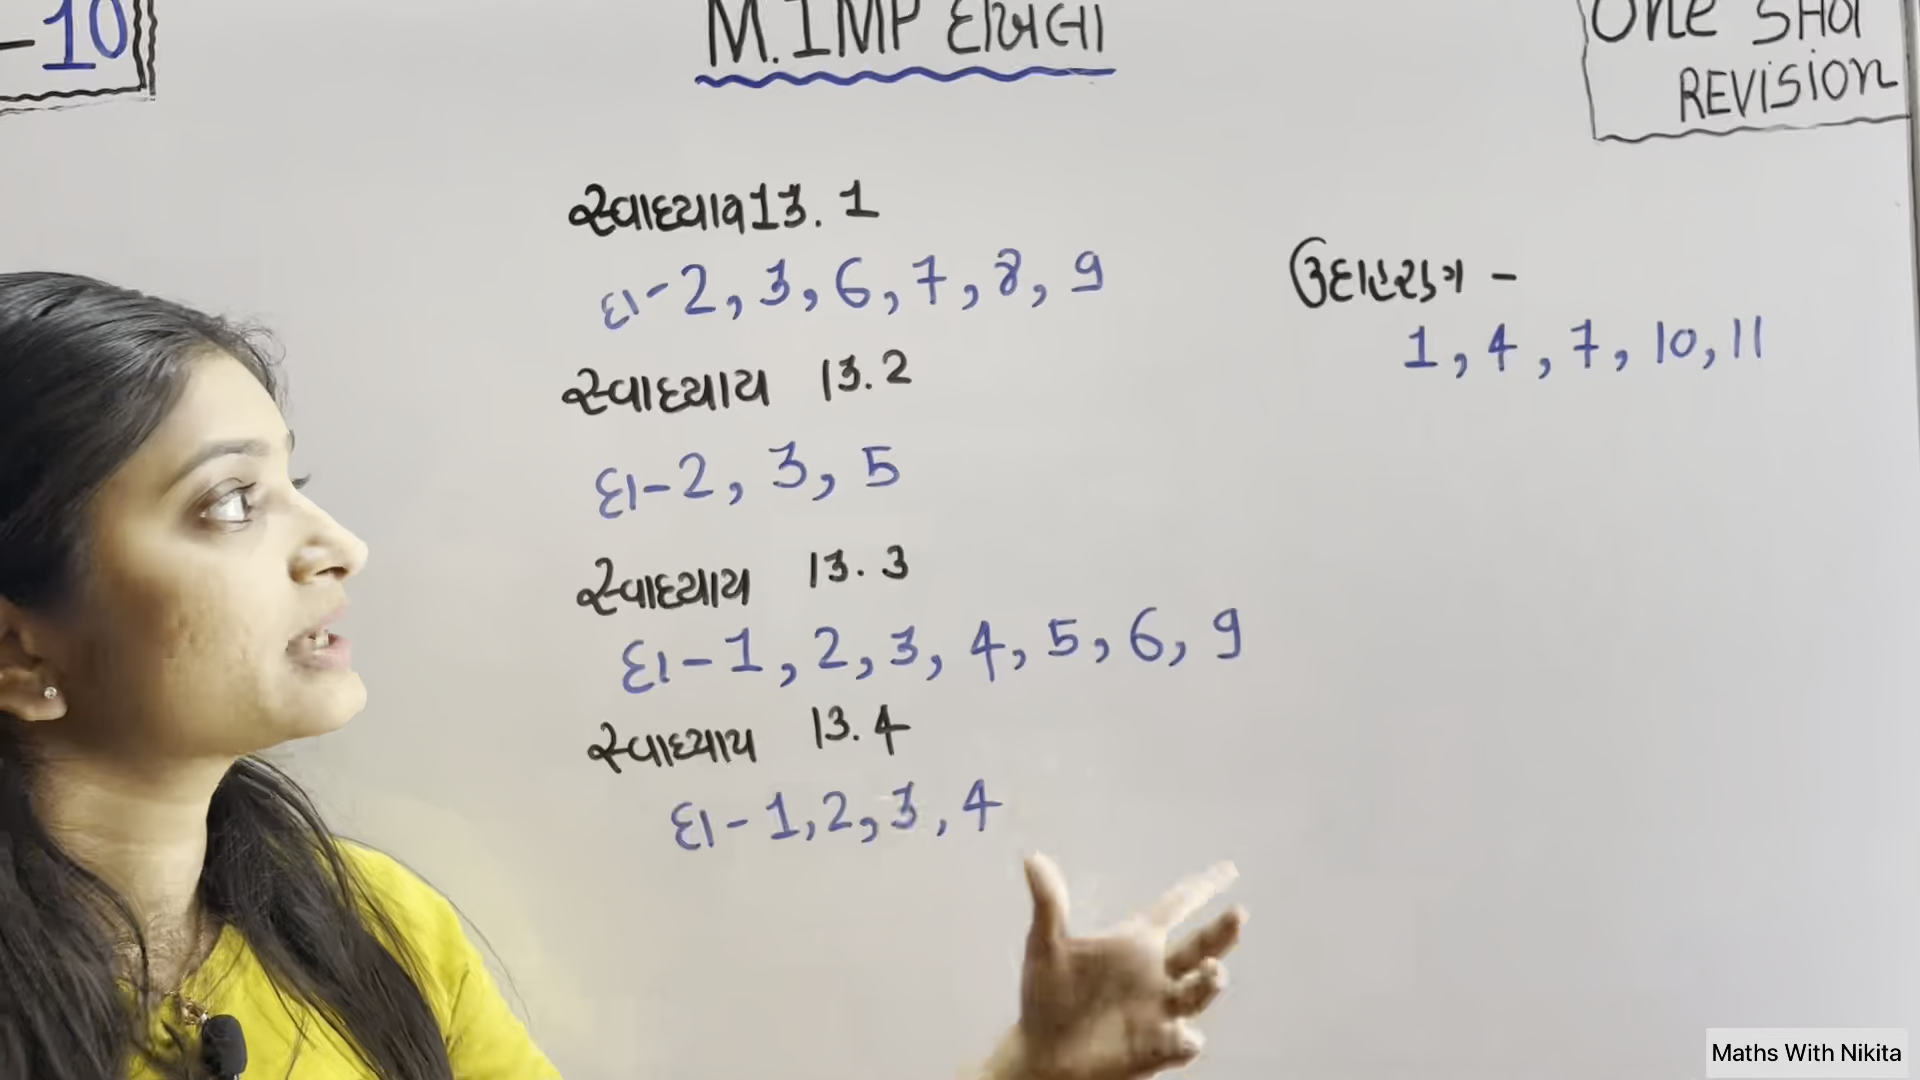 -10
M. IMP દાખલા
One SHOT
REVISION
સ્વાધ્યાય 13. 1
દા-2, 3, 6, 7, 8, 9
સ્વાધ્યાય 13.2
દા-2, 3, 5
સ્વાધ્યાય 13. 3
દા-1, 2, 3, 4, 5, 6, 9
સ્વાધ્યાય 13. 4
દા-1, 2, 3, 4
ઉદાહરણ -
1, 4, 7, 10, 11
Maths With Nikita